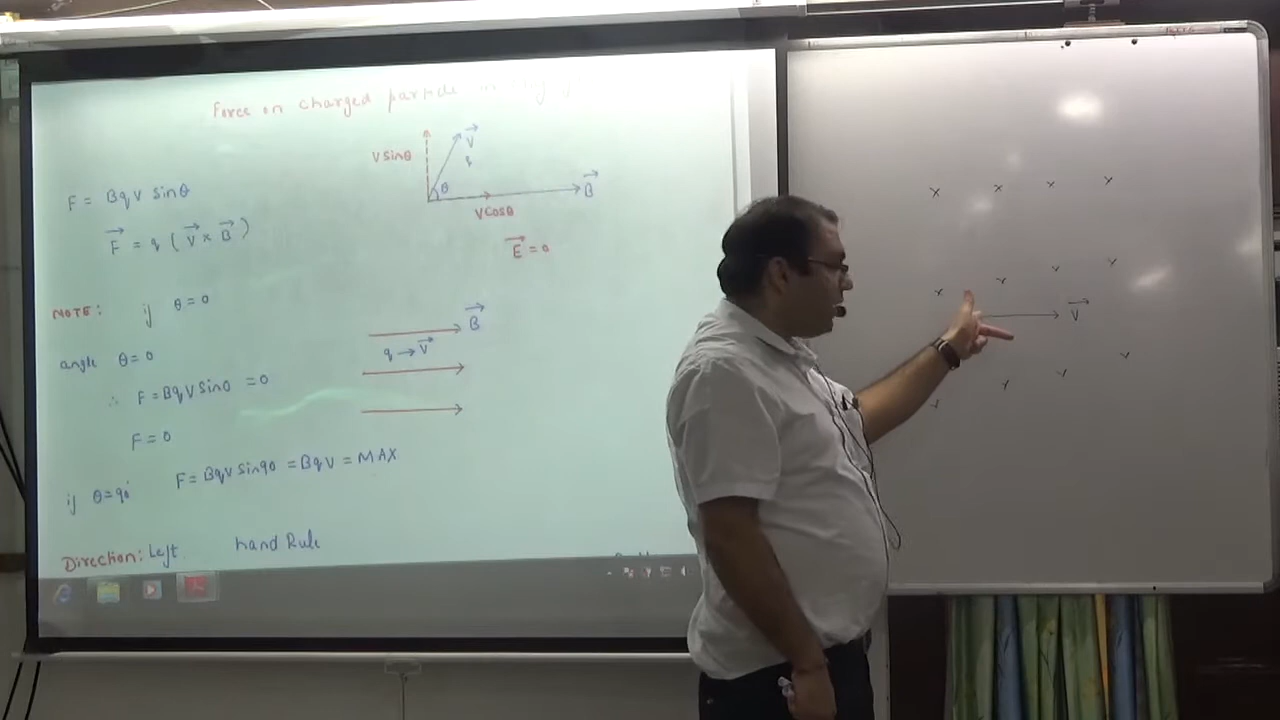 Force on charged particle in
V sinθ
V
q
θ
B
V cosθ
E = 0
F = BqV sinθ
F = q ( V × B )
NOTE: if θ = 0
angle θ = 0
∴ F = BqV sin0 = 0
F = 0
B
q → V
if θ = 90° F = BqV sin90 = BqV = MAX
Direction: Left hand Rule
x x x x
x x x x
V
x x x x